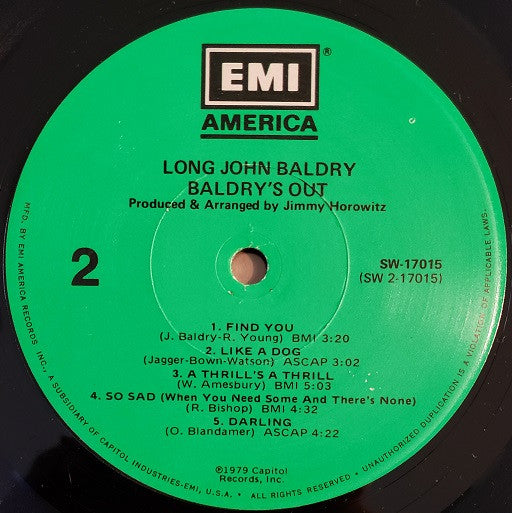 EMI
®
AMERICA
LONG JOHN BALDRY
BALDRY'S OUT
Produced & Arranged by Jimmy Horowitz
2
SW-17015
(SW 2-17015)
1. FIND YOU
(J. Baldry-R. Young) BMI 3:20
2. LIKE A DOG
(Jagger-Bown-Watson) ASCAP 3:02
3. A THRILL'S A THRILL
(W. Amesbury) BMI 5:03
4. SO SAD (When You Need Some And There's None)
(R. Bishop) BMI 4:32
5. DARLING
(O. Blandamer) ASCAP 4:22
℗1979 Capitol
Records, Inc.
MFD. BY EMI AMERICA RECORDS, INC., A SUBSIDIARY OF CAPITOL INDUSTRIES-EMI, U.S.A. • ALL RIGHTS RESERVED • UNAUTHORIZED DUPLICATION IS A VIOLATION OF APPLICABLE LAWS.